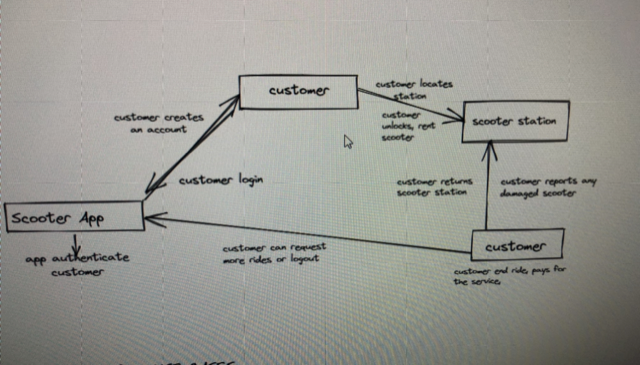 customer
customer locates
station
customer creates
an account
customer
unlocks, rent
scooter
scooter station
customer login
customer returns
scooter station
customer reports any
damaged scooter
Scooter App
customer can request
more rides or logout
customer
app authenticate
customer
customer end ride, pays for
the service,